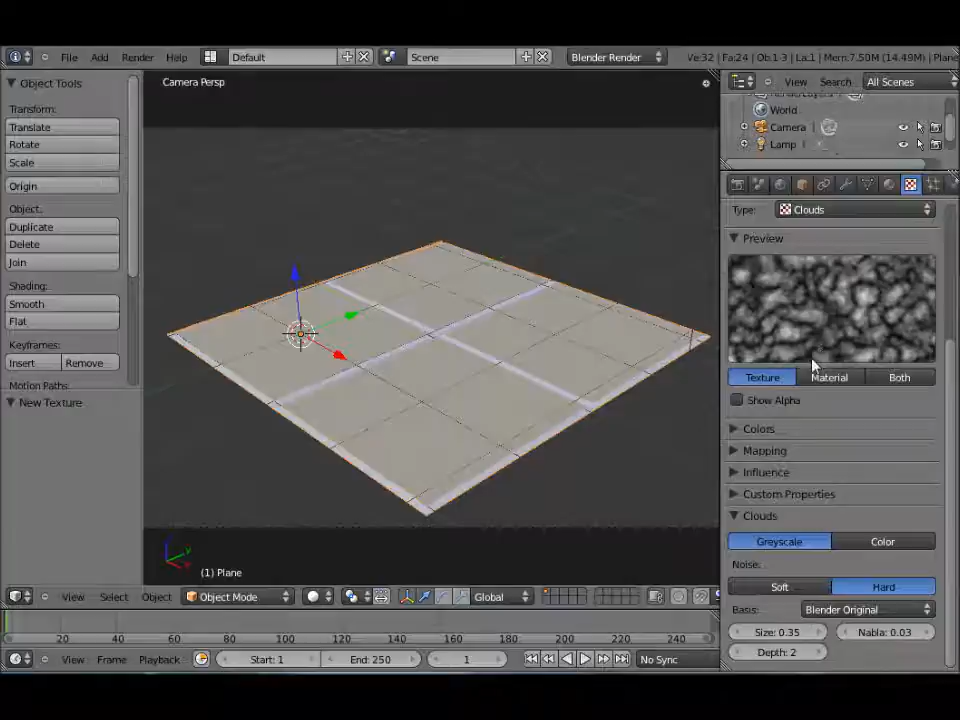 File Add Render Help Default Scene Blender Render Ve:32 | Fa:24 | Ob:1-3 | La:1 | Mem:7.50M (14.49M) | Plane
Object Tools
Camera Persp
View Search All Scenes
World
Camera
Lamp
Transform:
Translate
Rotate
Scale
Origin
Object:
Duplicate
Delete
Join
Shading:
Smooth
Flat
Keyframes:
Insert Remove
Motion Paths:
New Texture
Type: Clouds
Preview
Texture Material Both
Show Alpha
Colors
Mapping
Influence
Custom Properties
Clouds
Greyscale Color
Noise:
Soft Hard
Basis: Blender Original
Size: 0.35 Nabla: 0.03
Depth: 2
(1) Plane
View Select Object Object Mode Global
20 40 60 80 100 120 140 160 180 200 220 240
View Frame Playback Start: 1 End: 250 1 No Sync